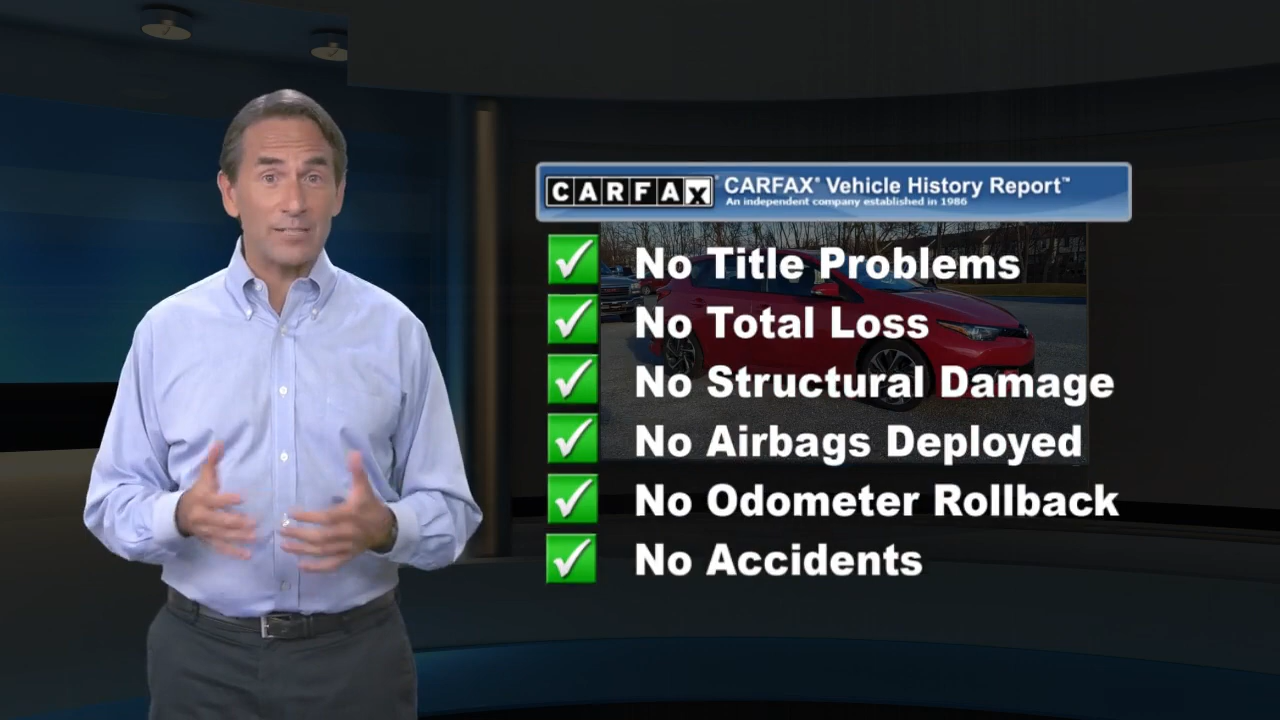 CARFAX
CARFAX® Vehicle History Report™
An independent company established in 1986
No Title Problems
No Total Loss
No Structural Damage
No Airbags Deployed
No Odometer Rollback
No Accidents